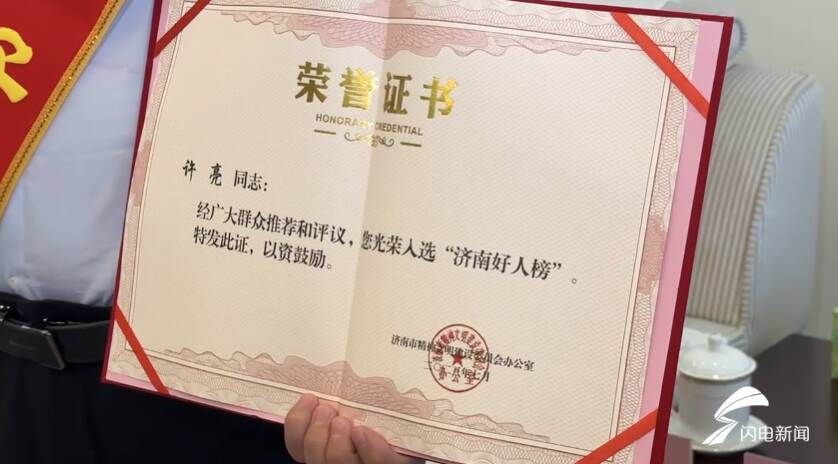 荣誉证书
HONORARY CREDENTIAL
许亮 同志：
经广大群众推荐和评议，您光荣入选“济南好人榜”。
特发此证，以资鼓励。
济南市精神文明建设委员会办公室
闪电新闻